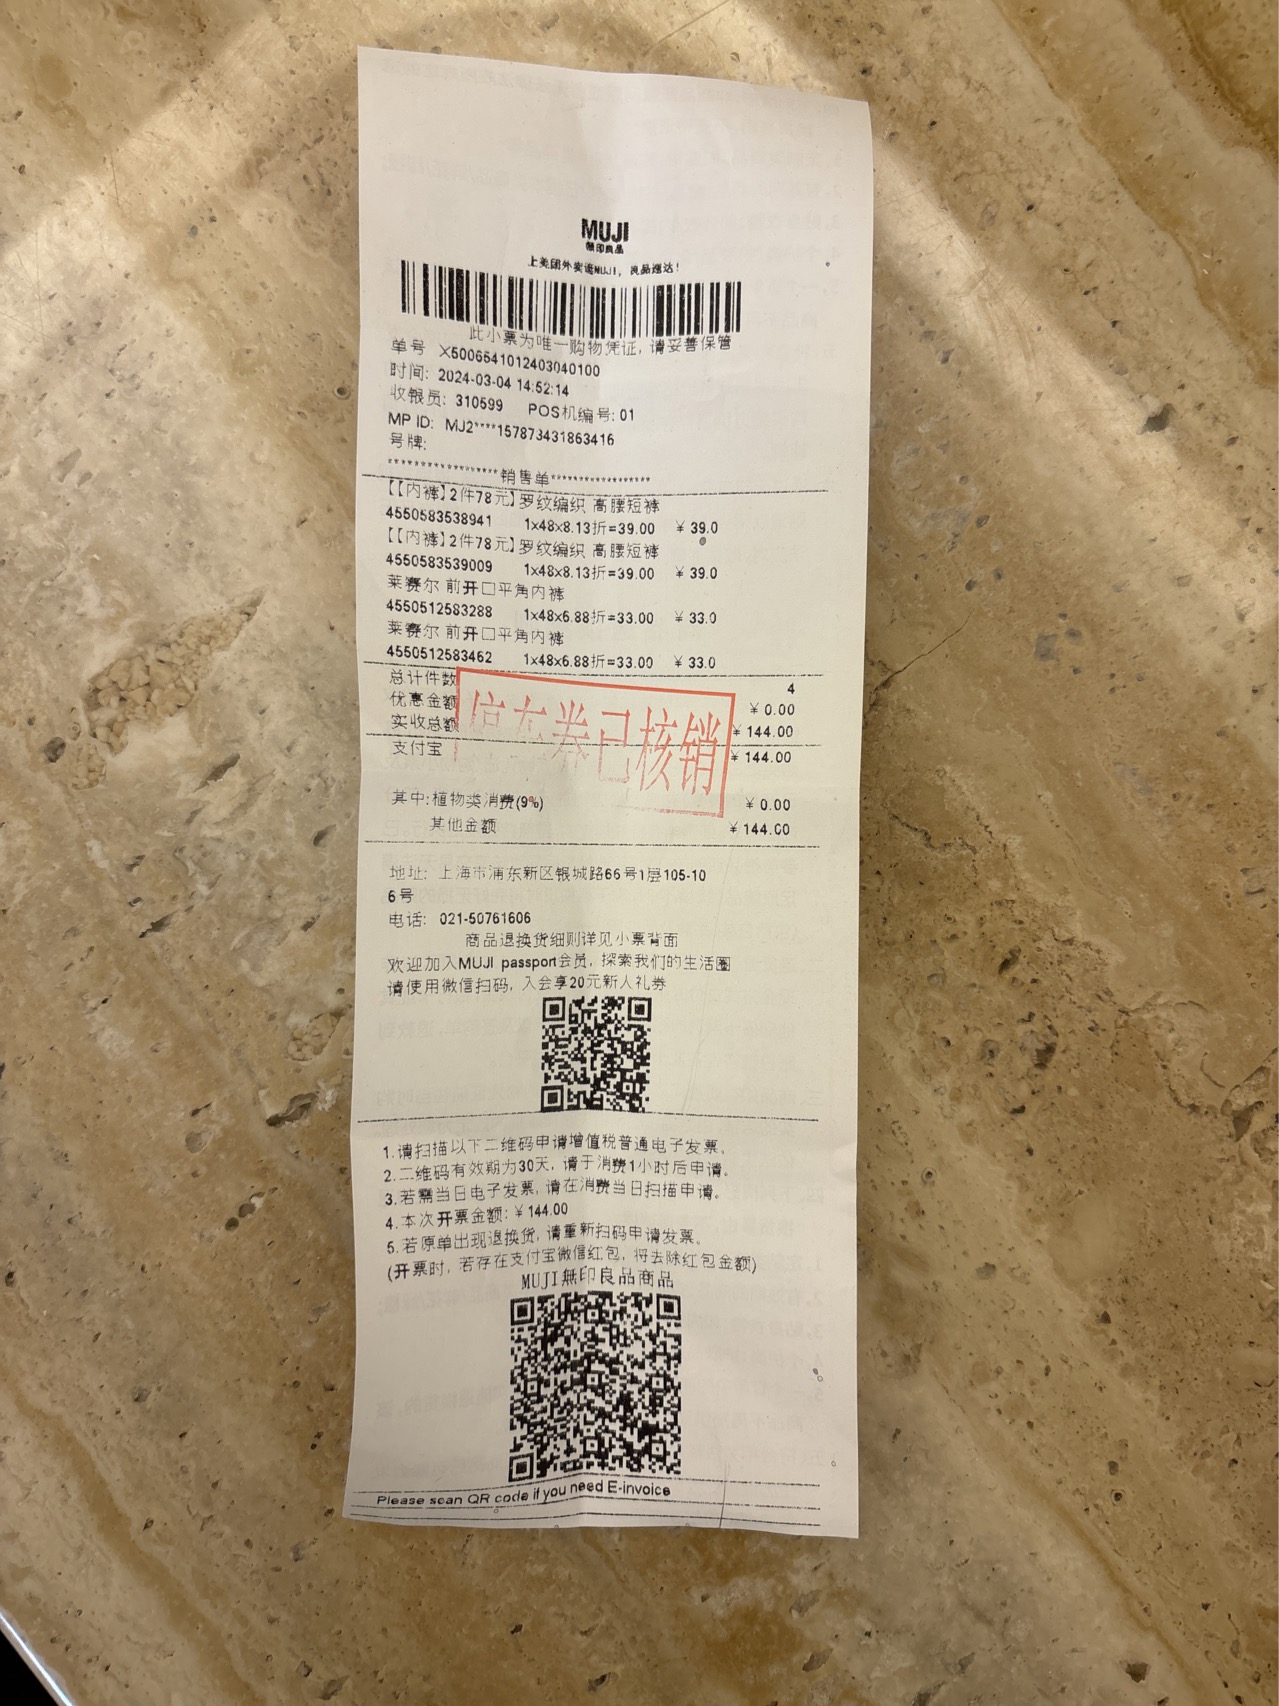 MUJI
無印良品
上美团外卖逛MUJI，良品速达！
此小票为唯一购物凭证，请妥善保管
单号 X5006641012403040100
时间: 2024-03-04 14:52:14
收银员: 310599 POS机编号: 01
MP ID: MJ2****157873431863416
号牌:
******************销售单******************
【【内裤】2件78元】罗纹编织 高腰短裤
4550583538941 1x48x8.13折=39.00 ￥39.0
【【内裤】2件78元】罗纹编织 高腰短裤
4550583539009 1x48x8.13折=39.00 ￥39.0
莱赛尔 前开口平角内裤
4550512583288 1x48x6.88折=33.00 ￥33.0
莱赛尔 前开口平角内裤
4550512583462 1x48x6.88折=33.00 ￥33.0
总计件数 4
优惠金额 ￥0.00
实收总额 ￥144.00
支付宝 ￥144.00
停车券已核销
其中:植物类消费(9%) ￥0.00
其他金额 ￥144.00
地址: 上海市浦东新区银城路66号1层105-10
6号
电话: 021-50761606
商品退换货细则详见小票背面
欢迎加入MUJI passport会员，探索我们的生活圈
请使用微信扫码，入会享20元新人礼券
1.请扫描以下二维码申请增值税普通电子发票。
2.二维码有效期为30天，请于消费1小时后申请。
3.若需当日电子发票，请在消费当日扫描申请。
4.本次开票金额:￥144.00
5.若原单出现退换货，请重新扫码申请发票。
(开票时，若存在支付宝微信红包，将去除红包金额)
MUJI無印良品商品
Please scan QR code if you need E-invoice